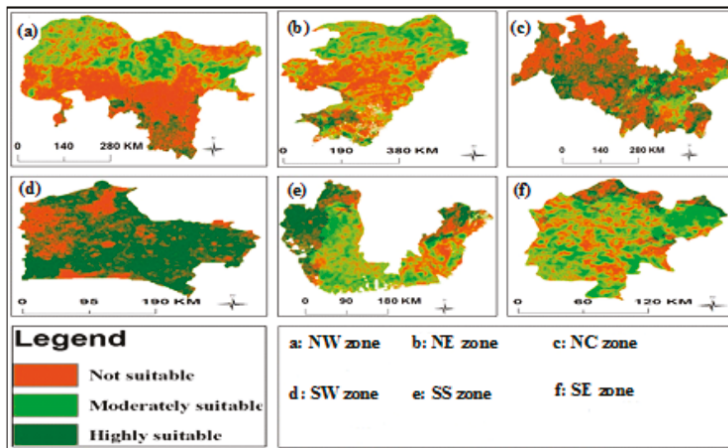 (a)
(b)
(c)
0 140 280 KM
0 190 380 KM
0 140 280 KM
(d)
(e)
(f)
0 95 190 KM
0 90 180 KM
0 60 120 KM
Legend
Not suitable
Moderately suitable
Highly suitable
a: NW zone b: NE zone c: NC zone
d: SW zone e: SS zone f: SE zone